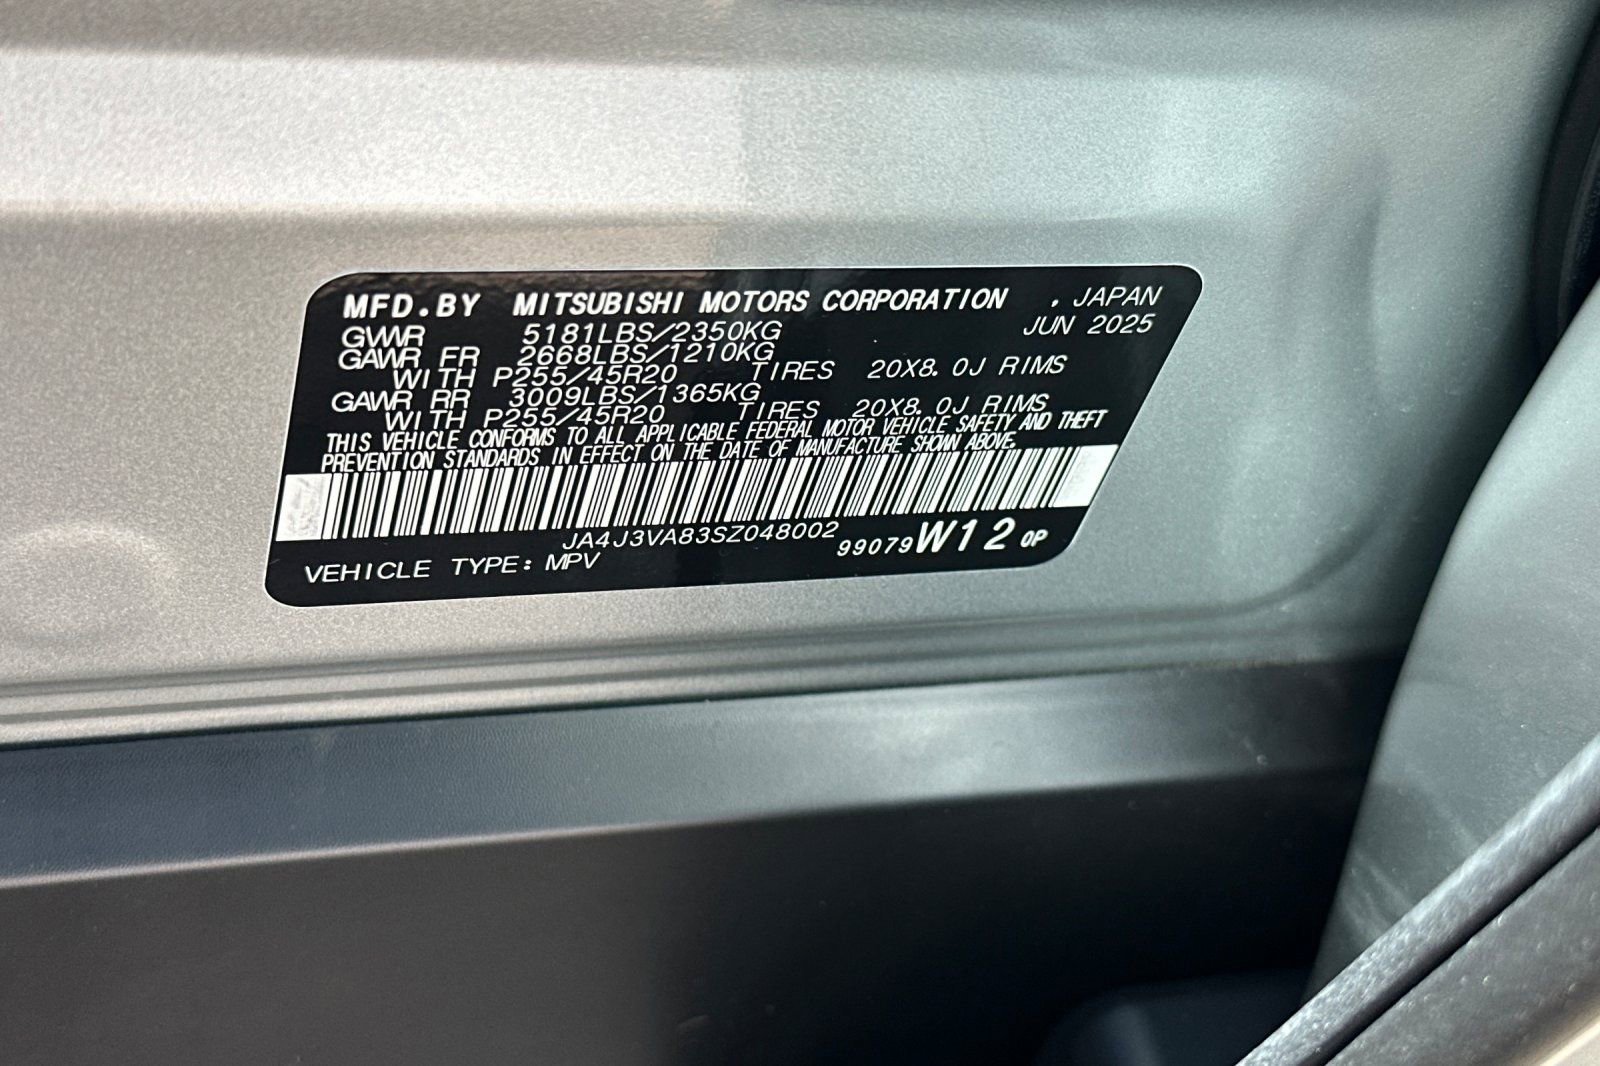 MFD.BY MITSUBISHI MOTORS CORPORATION , JAPAN
GVWR 5181LBS/2350KG JUN 2025
GAWR FR 2668LBS/1210KG
WITH P255/45R20 TIRES 20X8.0J RIMS
GAWR RR 3009LBS/1365KG
WITH P255/45R20 TIRES 20X8.0J RIMS
THIS VEHICLE CONFORMS TO ALL APPLICABLE FEDERAL MOTOR VEHICLE SAFETY AND THEFT
PREVENTION STANDARDS IN EFFECT ON THE DATE OF MANUFACTURE SHOWN ABOVE.
JA4J3VA83SZ048002
VEHICLE TYPE: MPV 99079 W12 OP